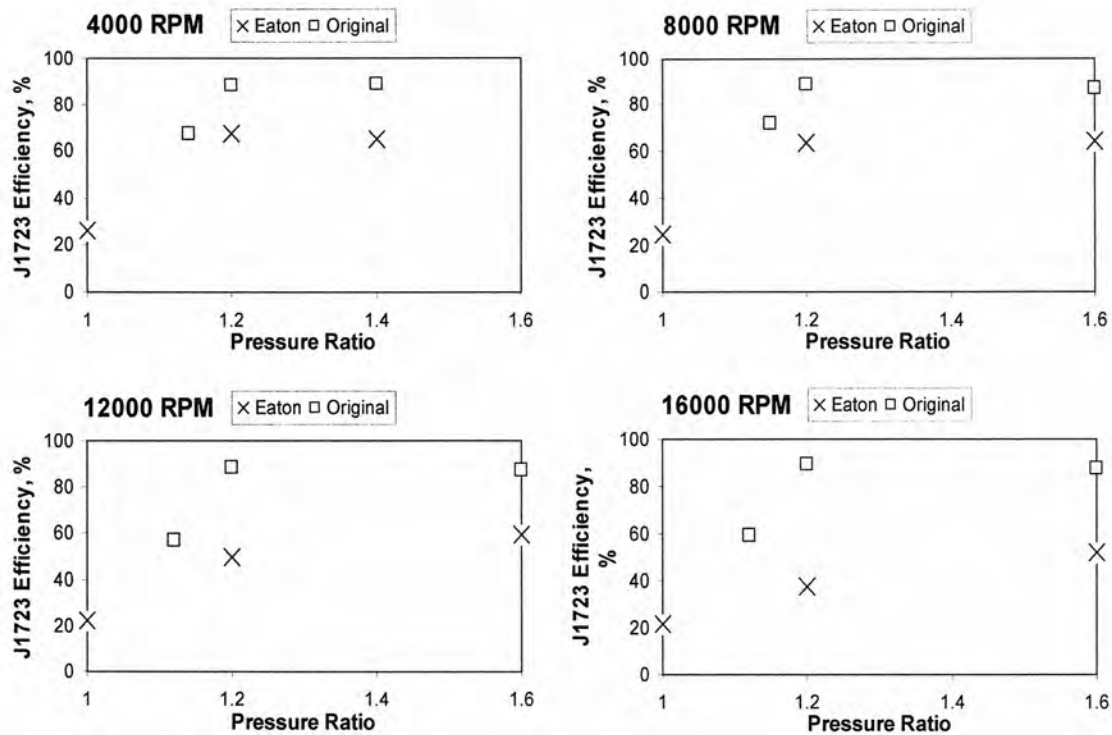 4000 RPM
Eaton Original
J1723 Efficiency, %
100
80
60
40
20
0
1 1.2 1.4 1.6
Pressure Ratio
8000 RPM
Eaton Original
J1723 Efficiency, %
100
80
60
40
20
0
1 1.2 1.4 1.6
Pressure Ratio
12000 RPM
Eaton Original
J1723 Efficiency, %
100
80
60
40
20
0
1 1.2 1.4 1.6
Pressure Ratio
16000 RPM
Eaton Original
J1723 Efficiency,
%
100
80
60
40
20
0
1 1.2 1.4 1.6
Pressure Ratio